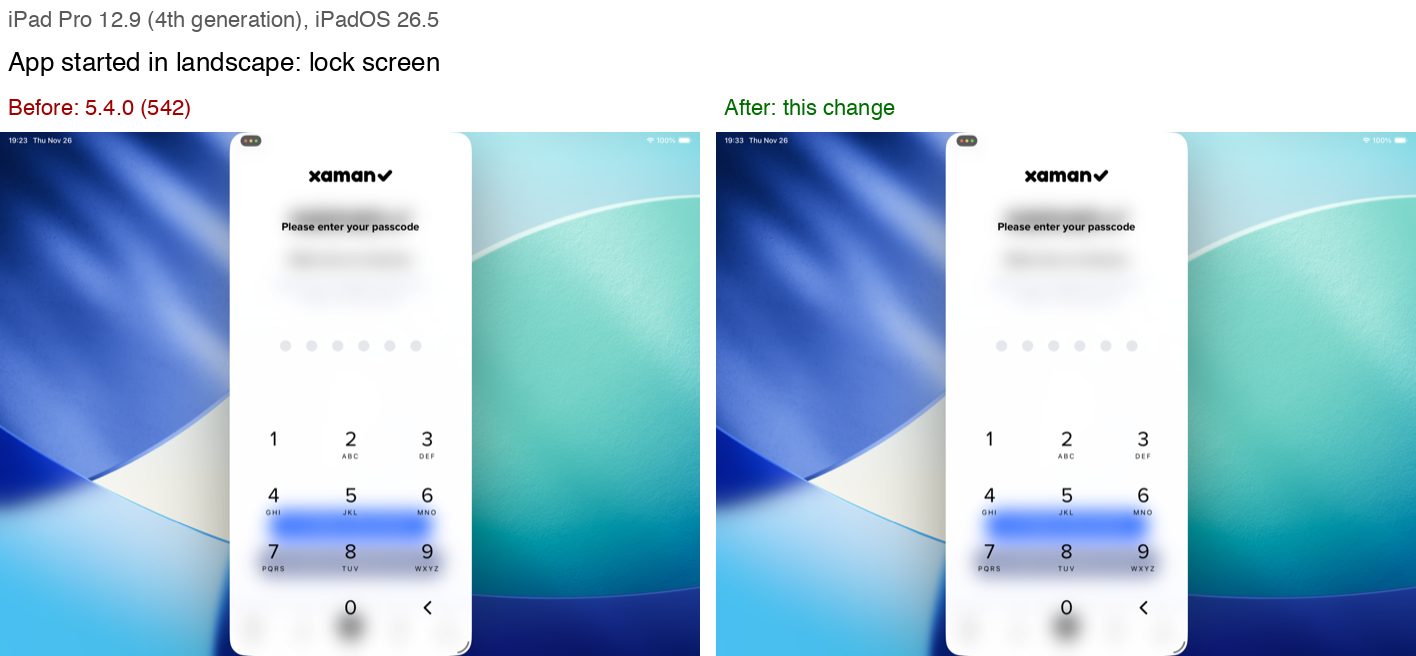 iPad Pro 12.9 (4th generation), iPadOS 26.5
App started in landscape: lock screen
Before: 5.4.0 (542)
After: this change
19:23 Thu Nov 26
100%
xaman
Please enter your passcode
1
2 ABC
3 DEF
4 GHI
5 JKL
6 MNO
7 PQRS
8 TUV
9 WXYZ
0
19:33 Thu Nov 26
100%
xaman
Please enter your passcode
1
2 ABC
3 DEF
4 GHI
5 JKL
6 MNO
7 PQRS
8 TUV
9 WXYZ
0